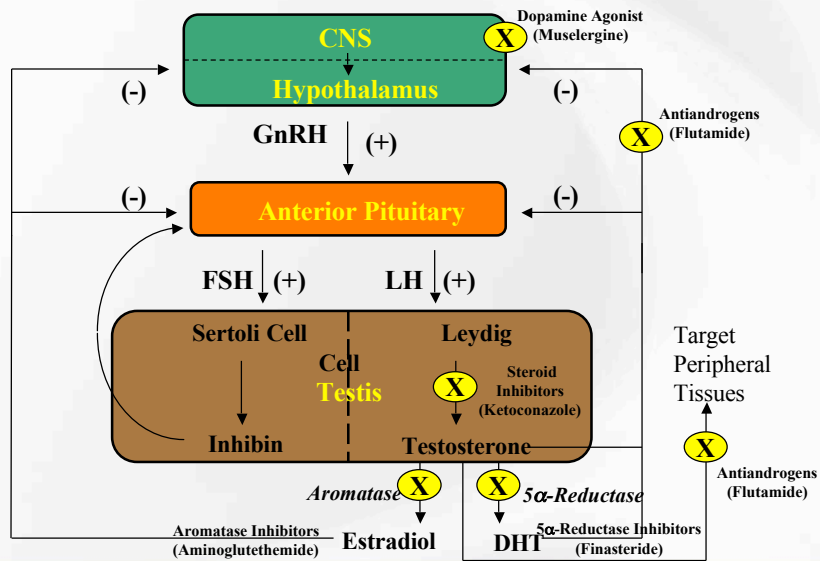 Dopamine Agonist
(Muselergine)
X
CNS
Hypothalamus
(-)
(-)
Antiandrogens
(Flutamide)
X
GnRH
(+)
(-)
(-)
Anterior Pituitary
FSH
(+)
LH
(+)
Sertoli Cell
Leydig
Cell
Testis
X
Steroid
Inhibitors
(Ketoconazole)
Target
Peripheral
Tissues
Inhibin
Testosterone
X
Antiandrogens
(Flutamide)
Aromatase
X
X
5α-Reductase
Aromatase Inhibitors
(Aminoglutethemide)
Estradiol
DHT
5α-Reductase Inhibitors
(Finasteride)